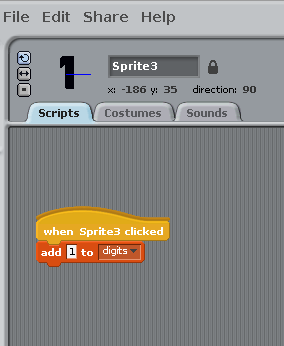 File Edit Share Help
1
Sprite3
x: -186 y: 35 direction: 90
Scripts Costumes Sounds
when Sprite3 clicked
add 1 to digits